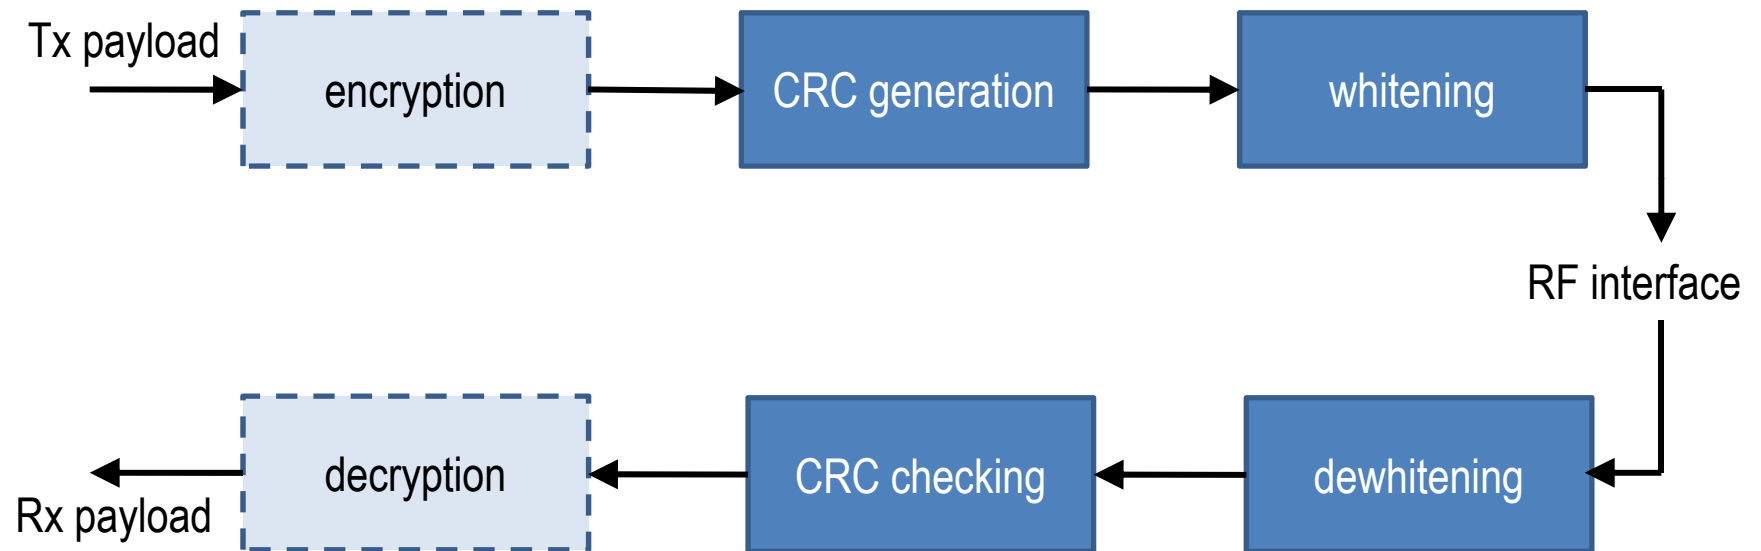 Tx payload
encryption
CRC generation
whitening
RF interface
decryption
CRC checking
dewhitening
Rx payload